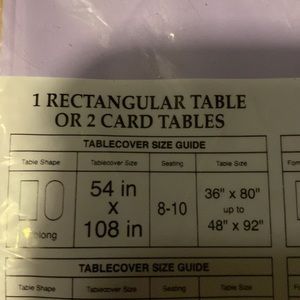 1 RECTANGULAR TABLE
OR 2 CARD TABLES
TABLECOVER SIZE GUIDE
Table Shape Tablecover Size Seating Table Size
54 in x 108 in 8-10 36" x 80" up to 48" x 92"
TABLECOVER SIZE GUIDE
Table Shape Tablecover Size Seating Table Size